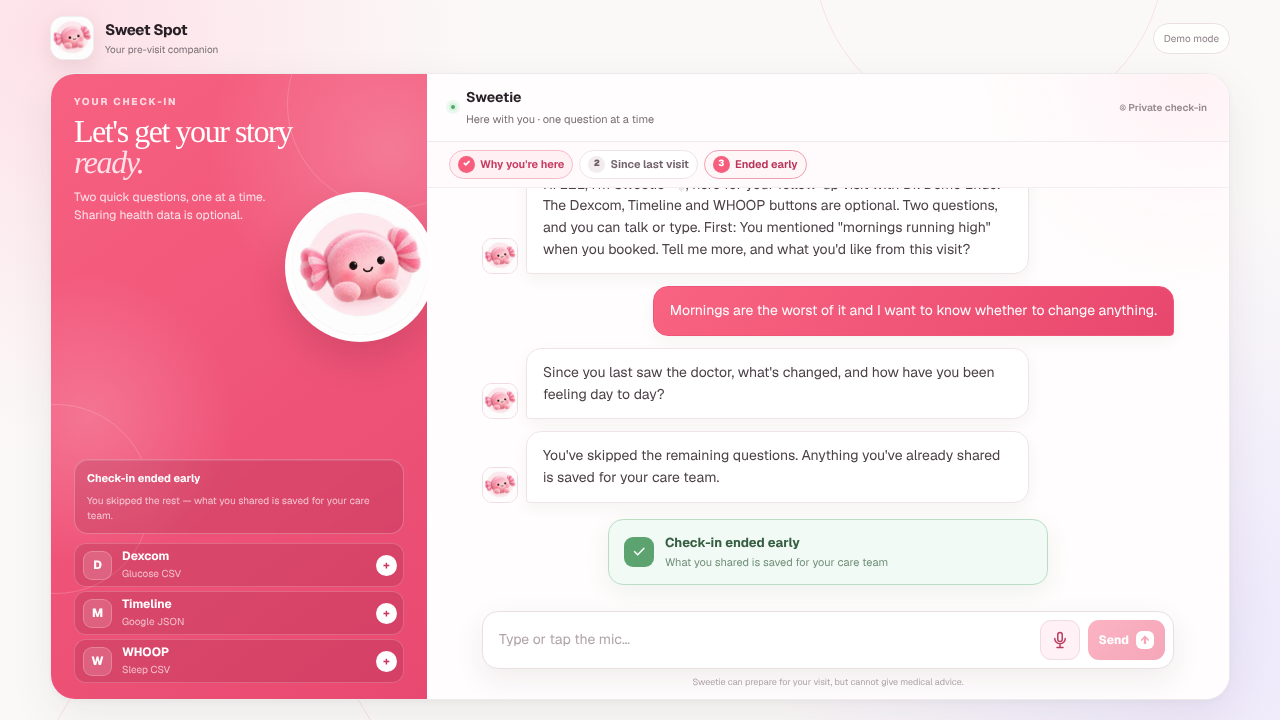 Sweet Spot
Your pre-visit companion
Demo mode
YOUR CHECK-IN
Let's get your story
ready.
Two quick questions, one at a time.
Sharing health data is optional.
Check-in ended early
You skipped the rest — what you shared is saved for your care
team.
D
Dexcom
Glucose CSV
+
M
Timeline
Google JSON
+
W
WHOOP
Sleep CSV
+
Sweetie
Here with you · one question at a time
Private check-in
Why you're here
2 Since last visit
3 Ended early
The Dexcom, Timeline and WHOOP buttons are optional. Two questions,
and you can talk or type. First: You mentioned "mornings running high"
when you booked. Tell me more, and what you'd like from this visit?
Mornings are the worst of it and I want to know whether to change anything.
Since you last saw the doctor, what's changed, and how have you been
feeling day to day?
You've skipped the remaining questions. Anything you've already shared
is saved for your care team.
Check-in ended early
What you shared is saved for your care team
Type or tap the mic...
Send
Sweetie can prepare for your visit, but cannot give medical advice.